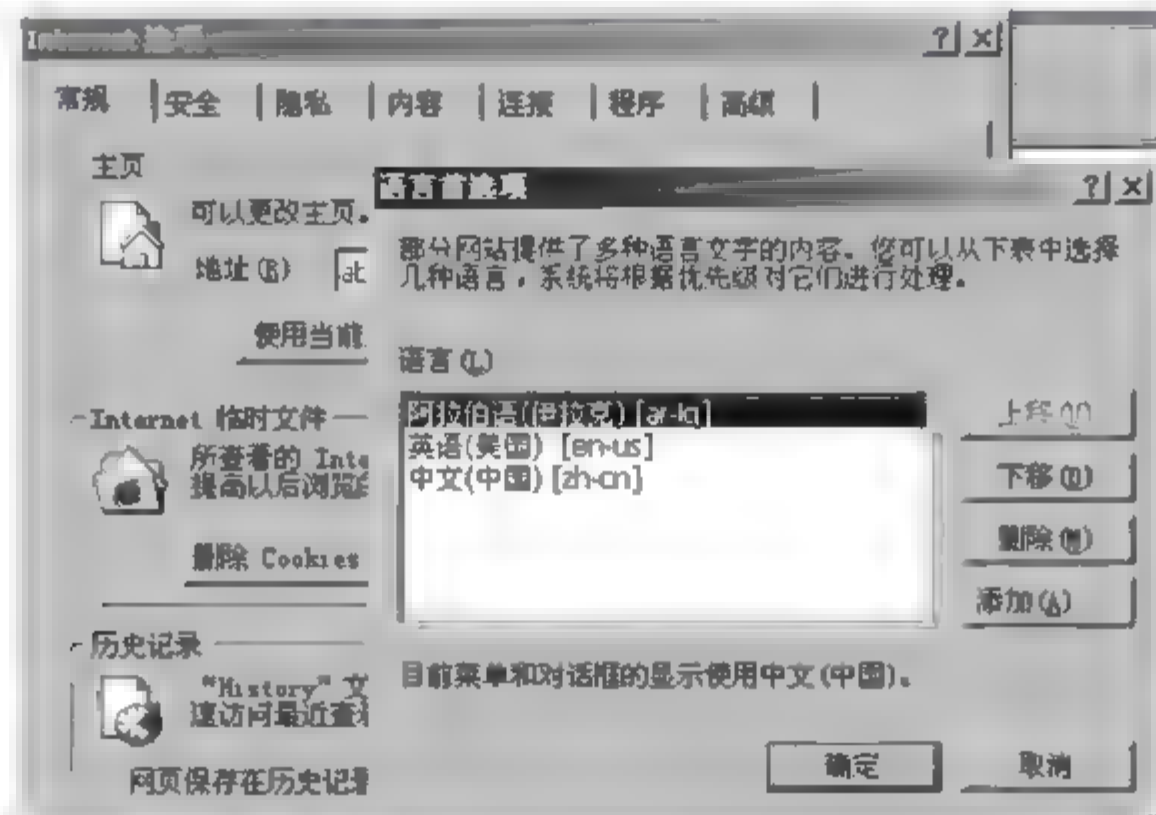 Internet 选项
常规 安全 隐私 内容 连接 程序 高级
主页
可以更改主页。
地址(R) ab
使用当前
Internet 临时文件
所查看的 Inte
提高以后浏览的
删除 Cookies
历史记录
“History” 文
速访问最近查看
网页保存在历史记录
语言首选项
部分网站提供了多种语言文字的内容。您可以从下表中选择
几种语言，系统将根据优先级对它们进行处理。
语言(L)
阿拉伯语(伊拉克) [ar-iq]
英语(美国) [en-us]
中文(中国) [zh-cn]
上移(U)
下移(D)
删除(M)
添加(A)
目前菜单和对话框的显示使用中文(中国)。
确定
取消